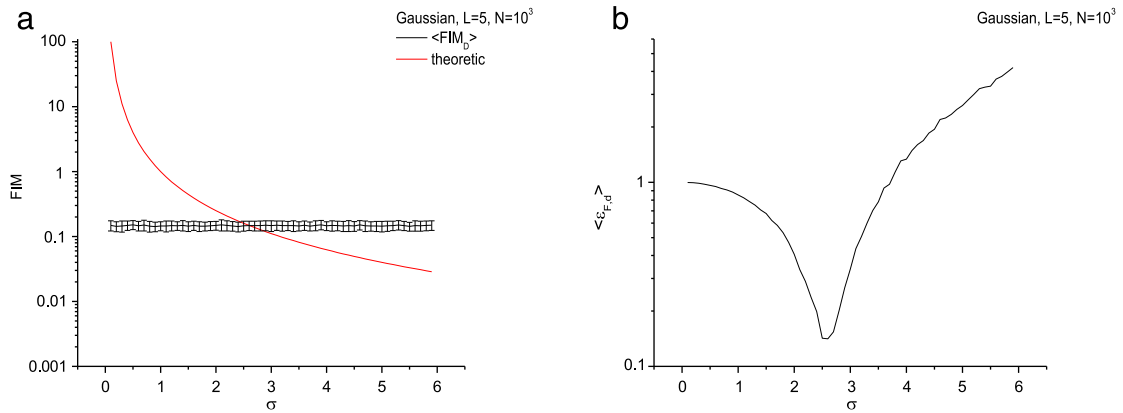 a
Gaussian, L=5, N=10³
<FIM_D>
theoretic
100
10
1
0.1
0.01
0.001
FIM
0 1 2 3 4 5 6
σ
b
Gaussian, L=5, N=10³
1
0.1
<ε_F,d>
0 1 2 3 4 5 6
σ